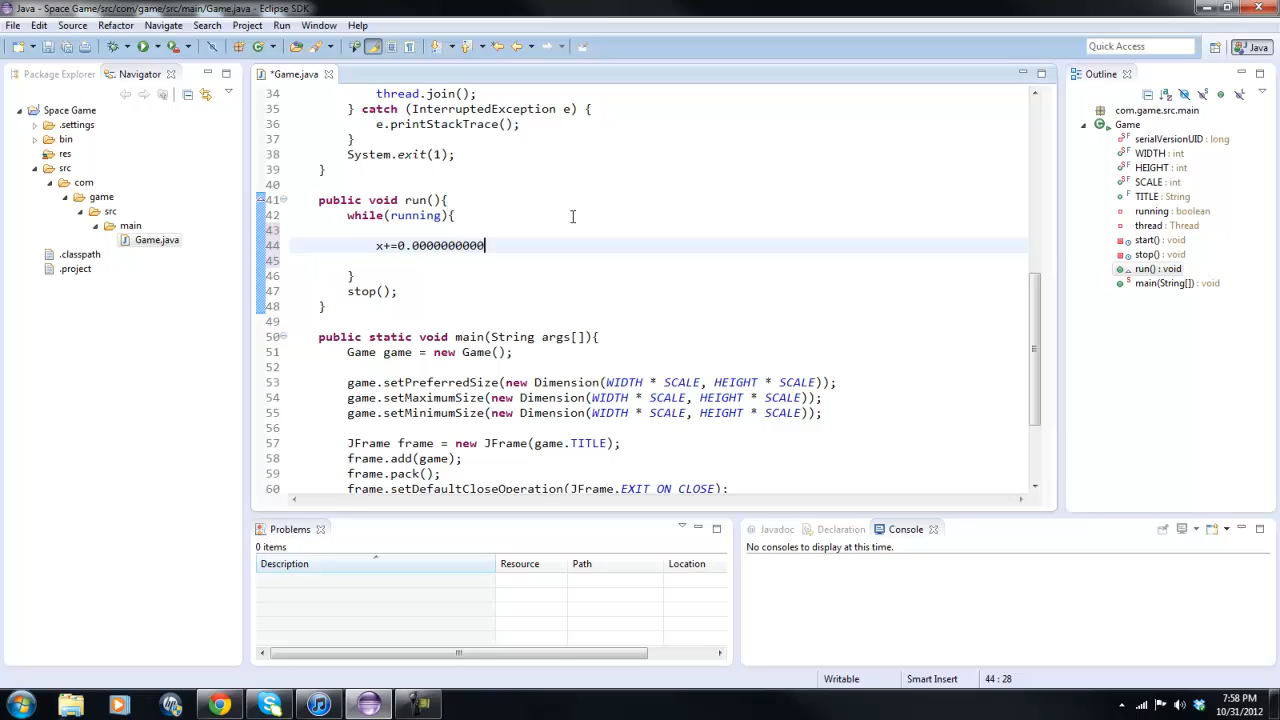 Java - Space Game/src/com/game/src/main/Game.java - Eclipse SDK
File Edit Source Refactor Navigate Search Project Run Window Help
Quick Access
Java
Package Explorer Navigator
*Game.java
Outline
Space Game
.settings
bin
res
src
com
game
src
main
Game.java
.classpath
.project
34 thread.join();
35 } catch (InterruptedException e) {
36 e.printStackTrace();
37 }
38 System.exit(1);
39 }
40
41 public void run(){
42 while(running){
43
44 x+=0.0000000000
45
46 }
47 stop();
48 }
49
50 public static void main(String args[]){
51 Game game = new Game();
52
53 game.setPreferredSize(new Dimension(WIDTH * SCALE, HEIGHT * SCALE));
54 game.setMaximumSize(new Dimension(WIDTH * SCALE, HEIGHT * SCALE));
55 game.setMinimumSize(new Dimension(WIDTH * SCALE, HEIGHT * SCALE));
56
57 JFrame frame = new JFrame(game.TITLE);
58 frame.add(game);
59 frame.pack();
60 frame.setDefaultCloseOperation(JFrame.EXIT_ON_CLOSE);
com.game.src.main
Game
serialVersionUID : long
WIDTH : int
HEIGHT : int
SCALE : int
TITLE : String
running : boolean
thread : Thread
start() : void
stop() : void
run() : void
main(String[]) : void
Problems
0 items
Description Resource Path Location
Javadoc Declaration Console
No consoles to display at this time.
Writable Smart Insert 44 : 28
7:58 PM
10/31/2012